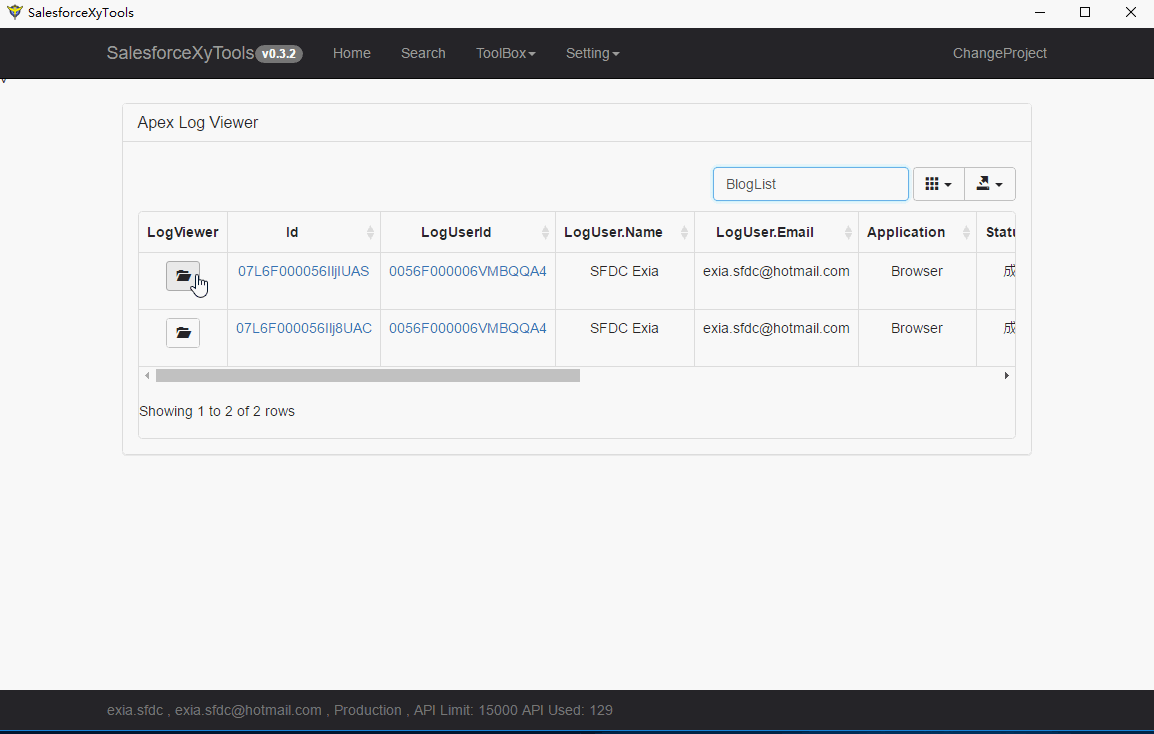 SalesforceXyTools
SalesforceXyTools v0.3.2 Home Search ToolBox Setting ChangeProject
Apex Log Viewer
BlogList
LogViewer Id LogUserId LogUser.Name LogUser.Email Application Statu
07L6F000056IIjIUAS 0056F000006VMBQQA4 SFDC Exia exia.sfdc@hotmail.com Browser 成
07L6F000056IIj8UAC 0056F000006VMBQQA4 SFDC Exia exia.sfdc@hotmail.com Browser 成
Showing 1 to 2 of 2 rows
exia.sfdc , exia.sfdc@hotmail.com , Production , API Limit: 15000 API Used: 129